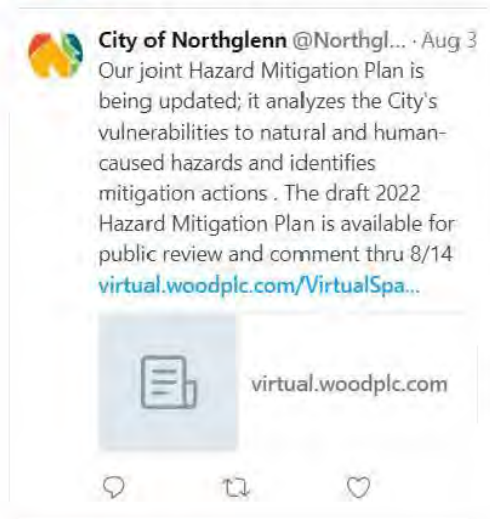 City of Northglenn @Northgl... · Aug 3
Our joint Hazard Mitigation Plan is
being updated; it analyzes the City's
vulnerabilities to natural and human-
caused hazards and identifies
mitigation actions . The draft 2022
Hazard Mitigation Plan is available for
public review and comment thru 8/14
virtual.woodplc.com/VirtualSpa...
virtual.woodplc.com